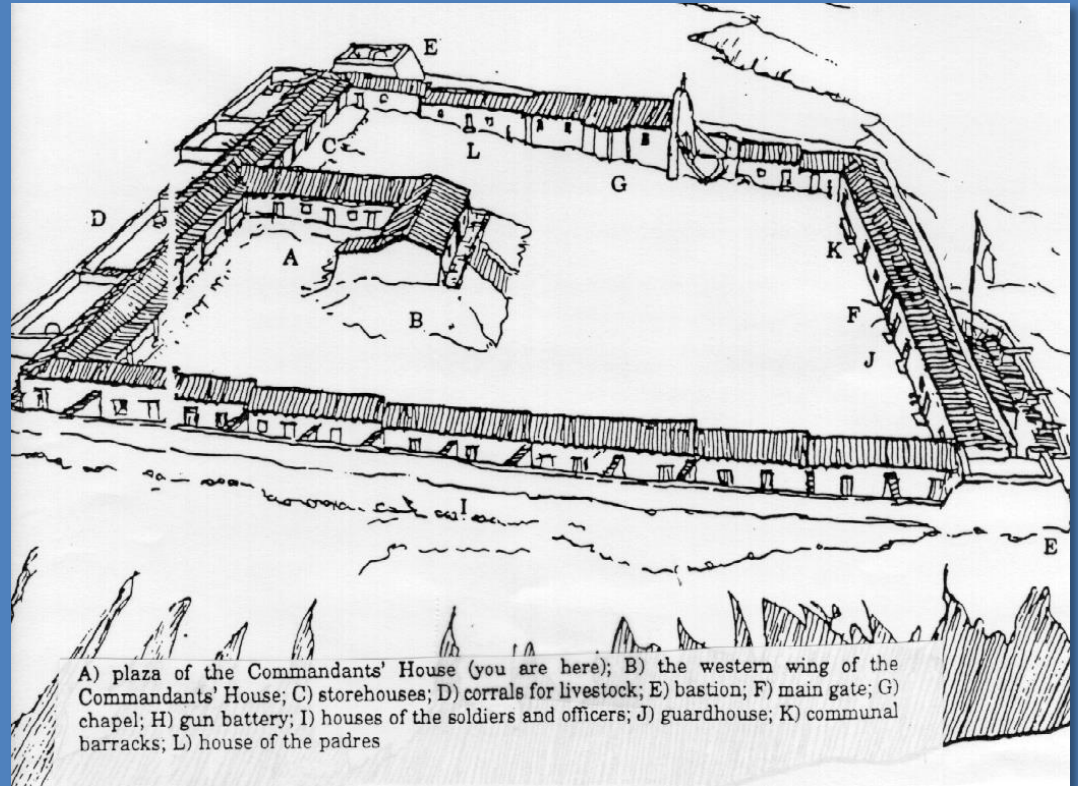 E
C
L
G
D
A
K
B
F
J
I
E
A) plaza of the Commandants' House (you are here); B) the western wing of the
Commandants' House; C) storehouses; D) corrals for livestock; E) bastion; F) main gate; G)
chapel; H) gun battery; I) houses of the soldiers and officers; J) guardhouse; K) communal
barracks; L) house of the padres